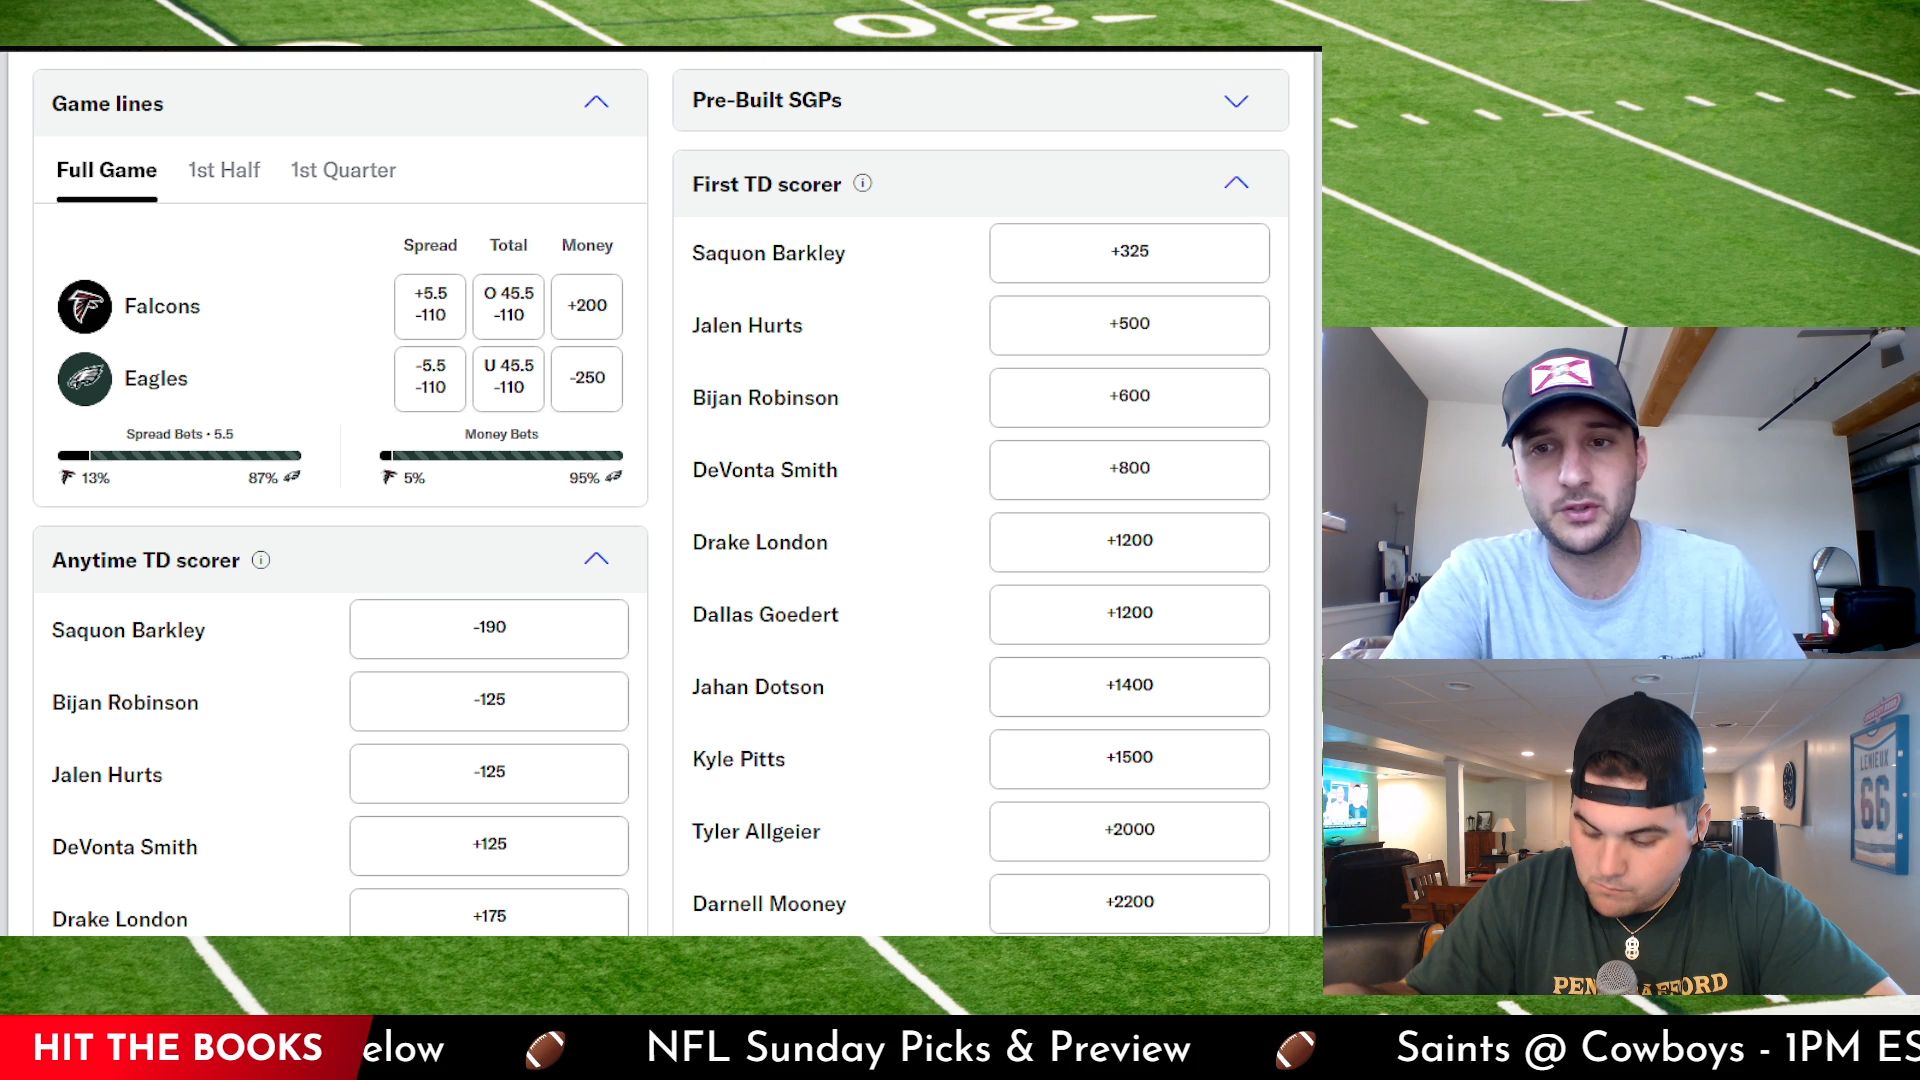 Game lines
Full Game 1st Half 1st Quarter
Spread Total Money
Falcons
+5.5
-110
O 45.5
-110
+200
Eagles
-5.5
-110
U 45.5
-110
-250
Spread Bets • 5.5
13% 87%
Money Bets
5% 95%
Anytime TD scorer
Saquon Barkley -190
Bijan Robinson -125
Jalen Hurts -125
DeVonta Smith +125
Drake London +175
Pre-Built SGPs
First TD scorer
Saquon Barkley +325
Jalen Hurts +500
Bijan Robinson +600
DeVonta Smith +800
Drake London +1200
Dallas Goedert +1200
Jahan Dotson +1400
Kyle Pitts +1500
Tyler Allgeier +2000
Darnell Mooney +2200
LEMIEUX
66
HIT THE BOOKS
elow NFL Sunday Picks & Preview Saints @ Cowboys - 1PM ES